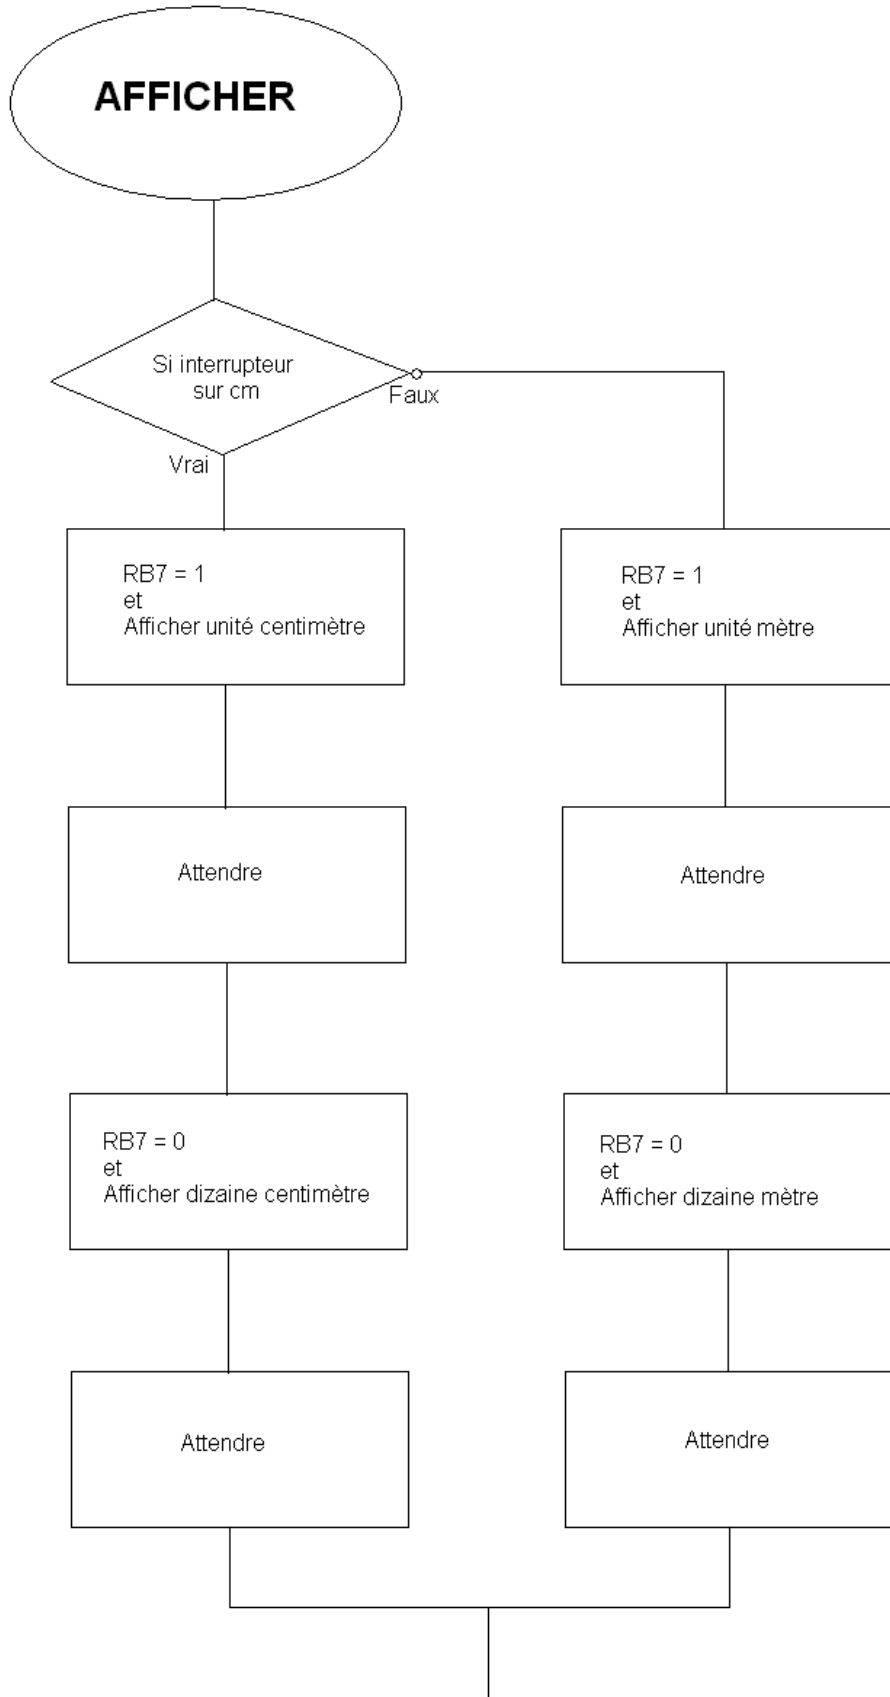 AFFICHER
Si interrupteur
sur cm
Faux
Vrai
RB7 = 1
et
Afficher unité centimètre
RB7 = 1
et
Afficher unité mètre
Attendre
Attendre
RB7 = 0
et
Afficher dizaine centimètre
RB7 = 0
et
Afficher dizaine mètre
Attendre
Attendre